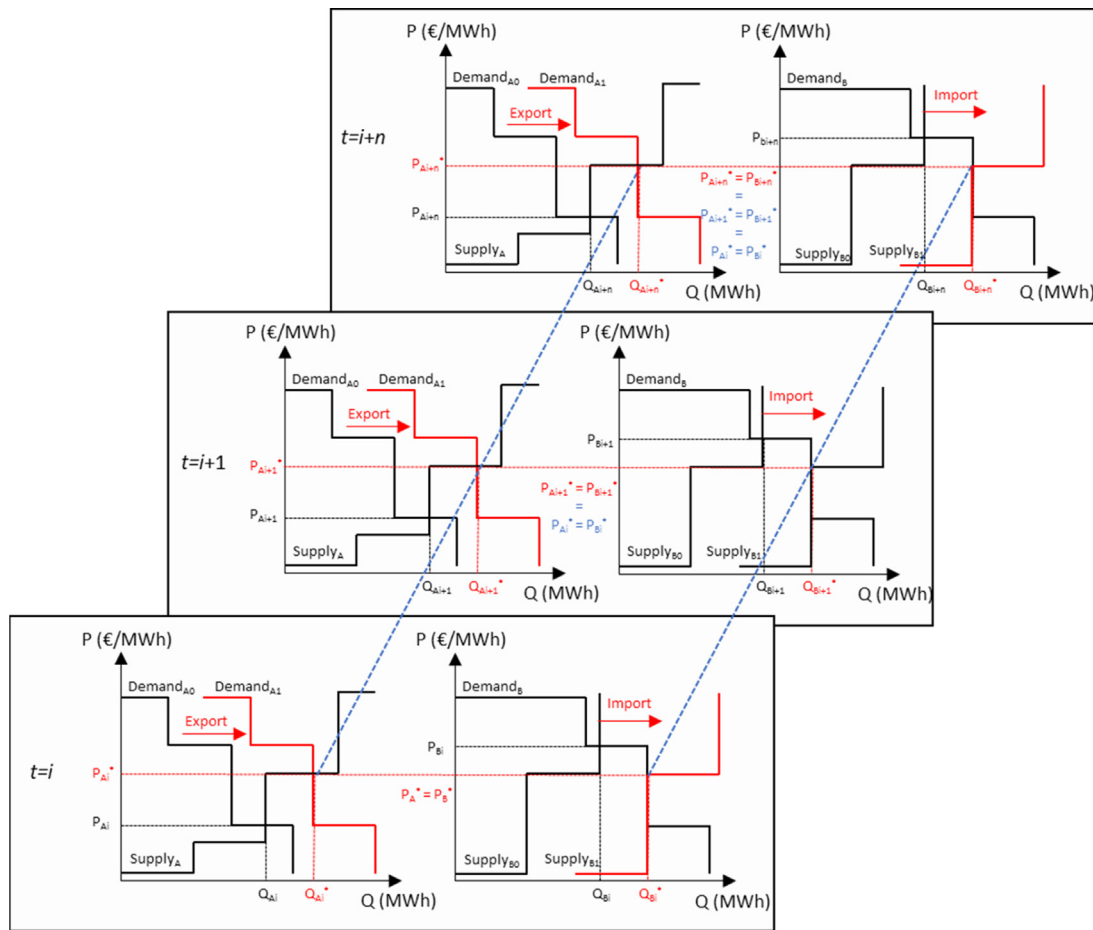 P (€/MWh) P (€/MWh)
Demand_A0 Demand_A1 Demand_B
Export Import
t=i+n
P_bi+n
P_Ai+n*
P_Ai+n* = P_Bi+n*
=
P_Ai+n P_Ai+1* = P_Bi+1*
=
P_Ai* = P_Bi*
Supply_A Supply_B0 Supply_B1
Q_Ai+n Q_Ai+n* Q (MWh) Q_Bi+n Q_Bi+n* Q (MWh)
P (€/MWh) P (€/MWh)
Demand_A0 Demand_A1 Demand_B
Export Import
P_Bi+1
t=i+1
P_Ai+1*
P_Ai+1* = P_Bi+1*
=
P_Ai+1 P_Ai* = P_Bi*
Supply_A Supply_B0 Supply_B1
Q_Ai+1 Q_Ai+1* Q (MWh) Q_Bi+1 Q_Bi+1* Q (MWh)
P (€/MWh) P (€/MWh)
Demand_A0 Demand_A1 Demand_B
Export Import
P_Bi
t=i
P_Ai*
P_A* = P_B*
P_Ai
Supply_A Supply_B0 Supply_B1
Q_Ai Q_Ai* Q (MWh) Q_Bi Q_Bi* Q (MWh)